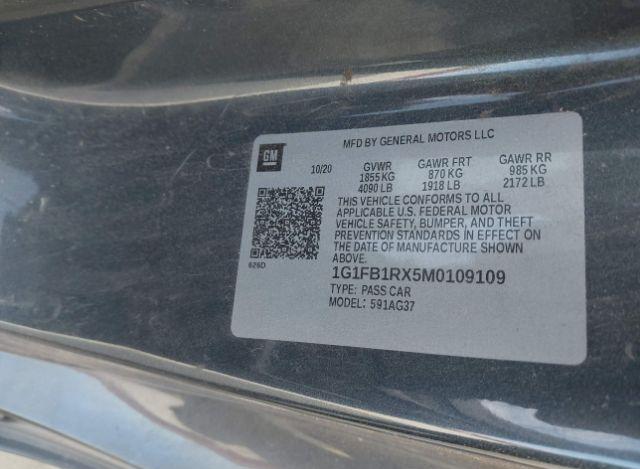 MFD BY GENERAL MOTORS LLC
GM
10/20 GVWR GAWR FRT GAWR RR
1855 KG 870 KG 985 KG
4090 LB 1918 LB 2172 LB
THIS VEHICLE CONFORMS TO ALL
APPLICABLE U.S. FEDERAL MOTOR
VEHICLE SAFETY, BUMPER, AND THEFT
PREVENTION STANDARDS IN EFFECT ON
THE DATE OF MANUFACTURE SHOWN
ABOVE.
626D
1G1FB1RX5M0109109
TYPE: PASS CAR
MODEL: 591AG37